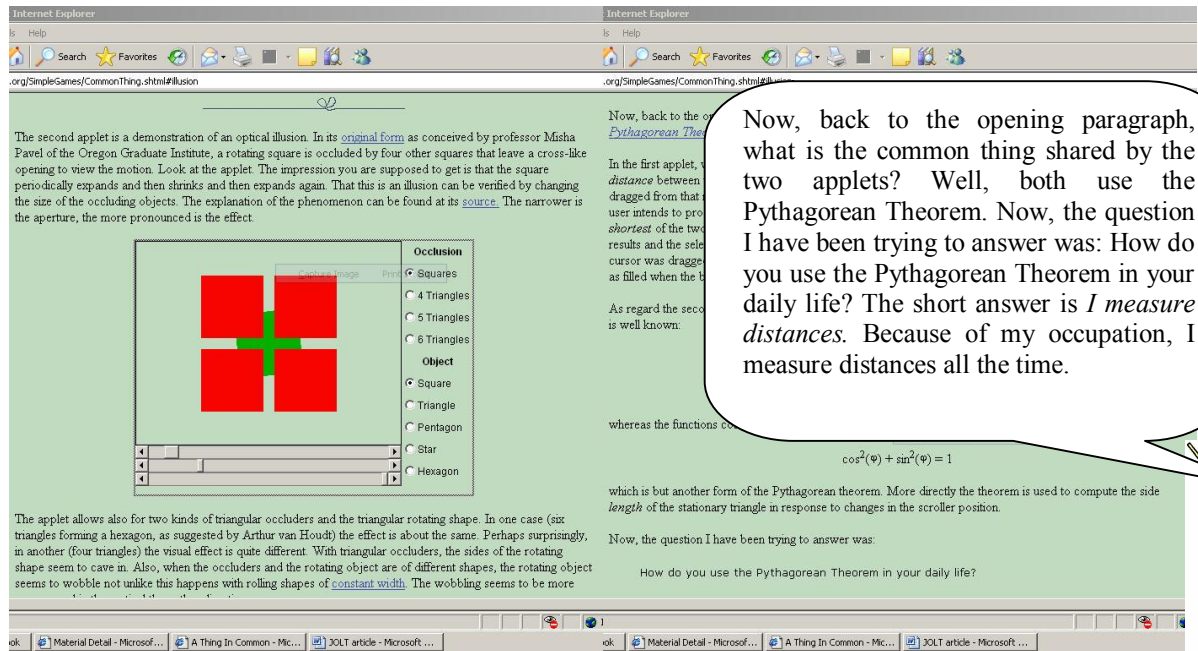 Internet Explorer
ls Help
Search Favorites
.org/SimpleGames/CommonThing.shtml#illusion
The second applet is a demonstration of an optical illusion. In its original form as conceived by professor Misha
Pavel of the Oregon Graduate Institute, a rotating square is occluded by four other squares that leave a cross-like
opening to view the motion. Look at the applet. The impression you are supposed to get is that the square
periodically expands and then shrinks and then expands again. That this is an illusion can be verified by changing
the size of the occluding objects. The explanation of the phenomenon can be found at its source. The narrower is
the aperture, the more pronounced is the effect.
Capture Image Print
Occlusion
Squares
4 Triangles
5 Triangles
6 Triangles
Object
Square
Triangle
Pentagon
Star
Hexagon
The applet allows also for two kinds of triangular occluders and the triangular rotating shape. In one case (six
triangles forming a hexagon, as suggested by Arthur van Houdt) the effect is about the same. Perhaps surprisingly,
in another (four triangles) the visual effect is quite different. With triangular occluders, the sides of the rotating
shape seem to cave in. Also, when the occluders and the rotating object are of different shapes, the rotating object
seems to wobble not unlike this happens with rolling shapes of constant width. The wobbling seems to be more
ok Material Detail - Microsof... A Thing In Common - Mic... JOLT article - Microsoft ...
Internet Explorer
ls Help
Search Favorites
.org/SimpleGames/CommonThing.shtml#illusion
Now, back to the
Pythagorean
In the first applet,
distance between
dragged from that
user intends to
shortest of the
results and the
cursor was
as filled when the
As regard the
is well known:
whereas the functions
cos²(φ) + sin²(φ) = 1
which is but another form of the Pythagorean theorem. More directly the theorem is used to compute the side
length of the stationary triangle in response to changes in the scroller position.
Now, the question I have been trying to answer was:
How do you use the Pythagorean Theorem in your daily life?
ok Material Detail - Microsof... A Thing In Common - Mic... JOLT article - Microsoft ...
Now, back to the opening paragraph,
what is the common thing shared by the
two applets? Well, both use the
Pythagorean Theorem. Now, the question
I have been trying to answer was: How do
you use the Pythagorean Theorem in your
daily life? The short answer is I measure
distances. Because of my occupation, I
measure distances all the time.